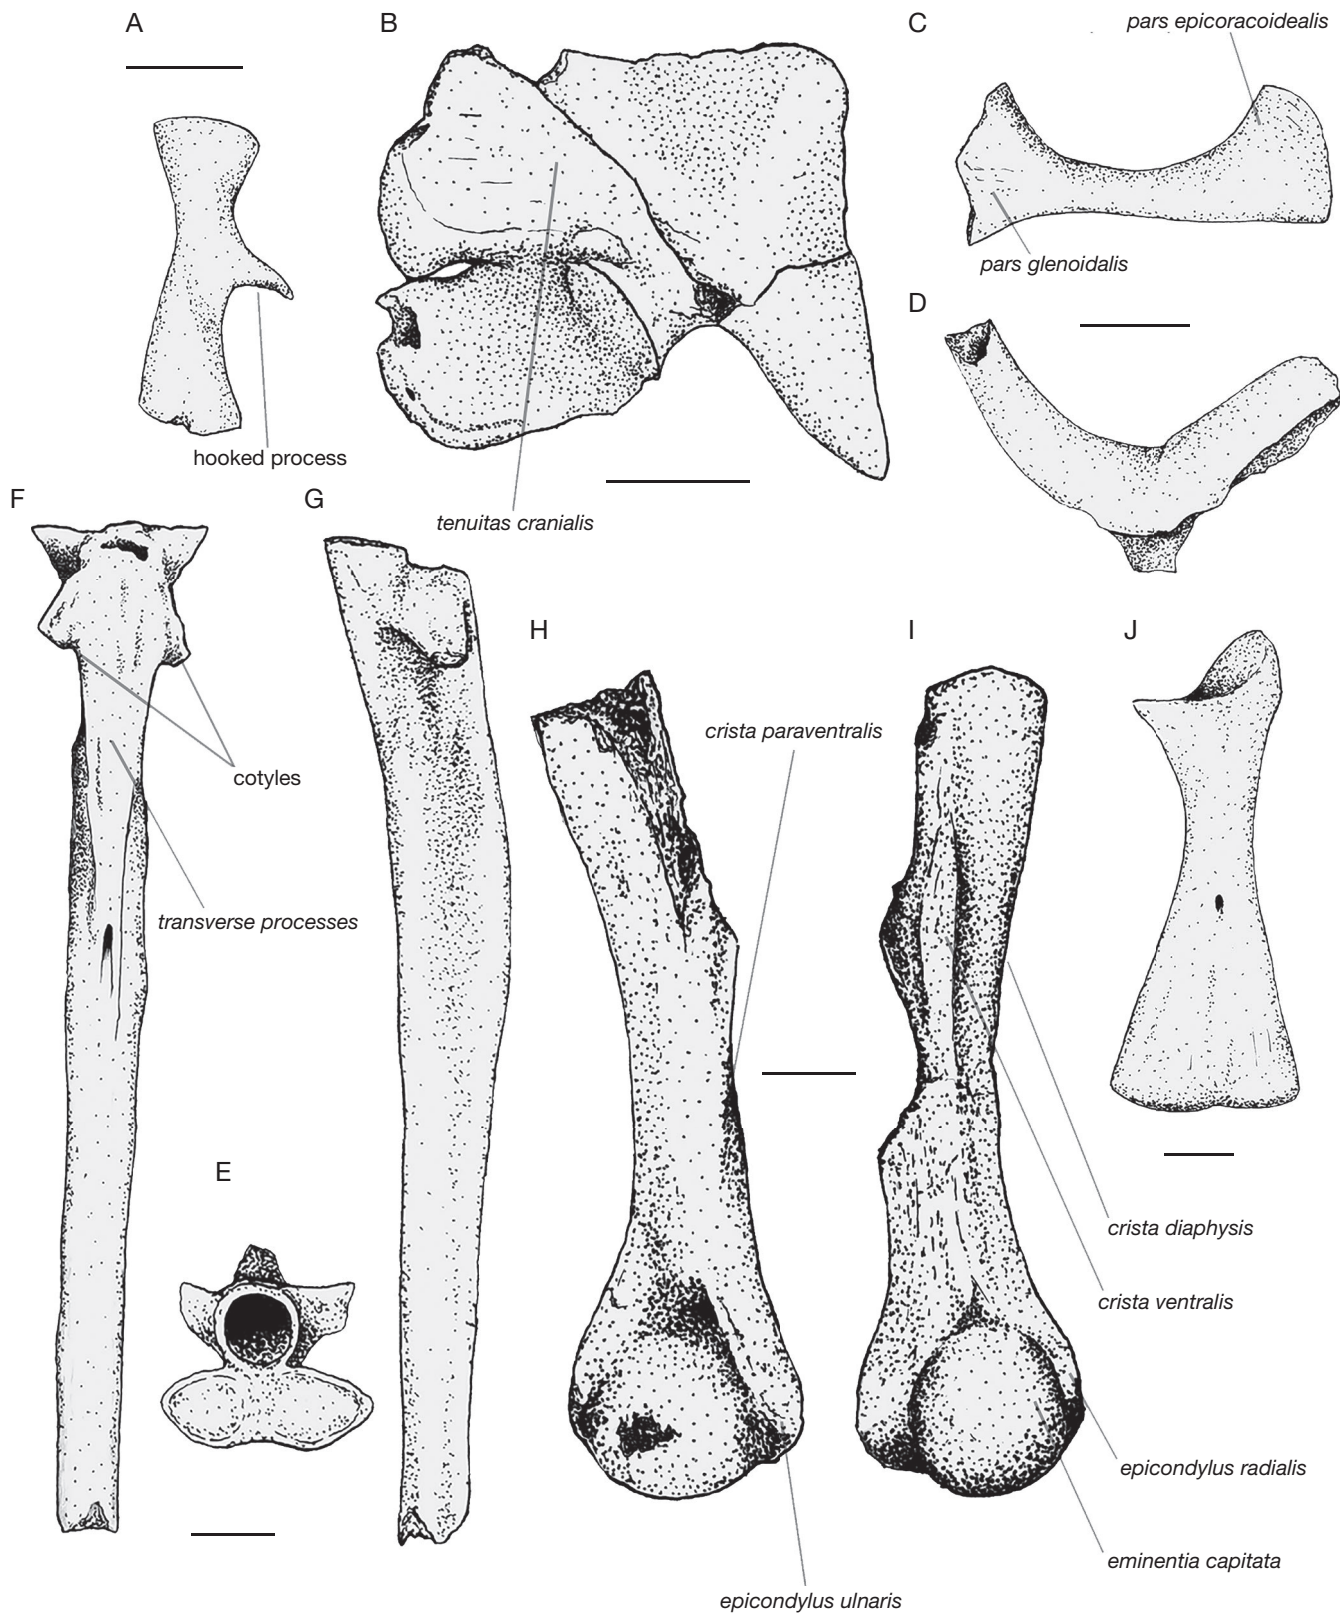 A
B
C
pars epicoracoidealis
pars glenoidalis
D
hooked process
tenuitas cranialis
F
G
H
I
J
crista paraventralis
cotyles
transverse processes
E
crista diaphysis
crista ventralis
epicondylus radialis
eminentia capitata
epicondylus ulnaris